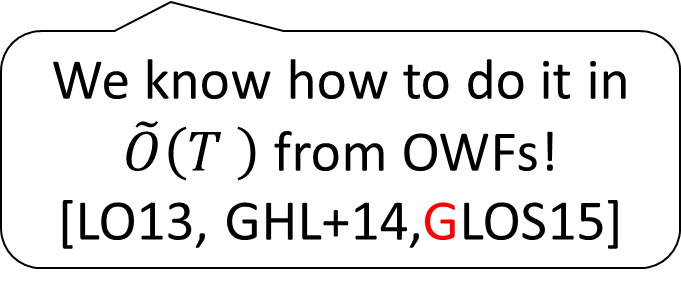 We know how to do it in
Õ(T ) from OWFs!
[LO13, GHL+14,GLOS15]